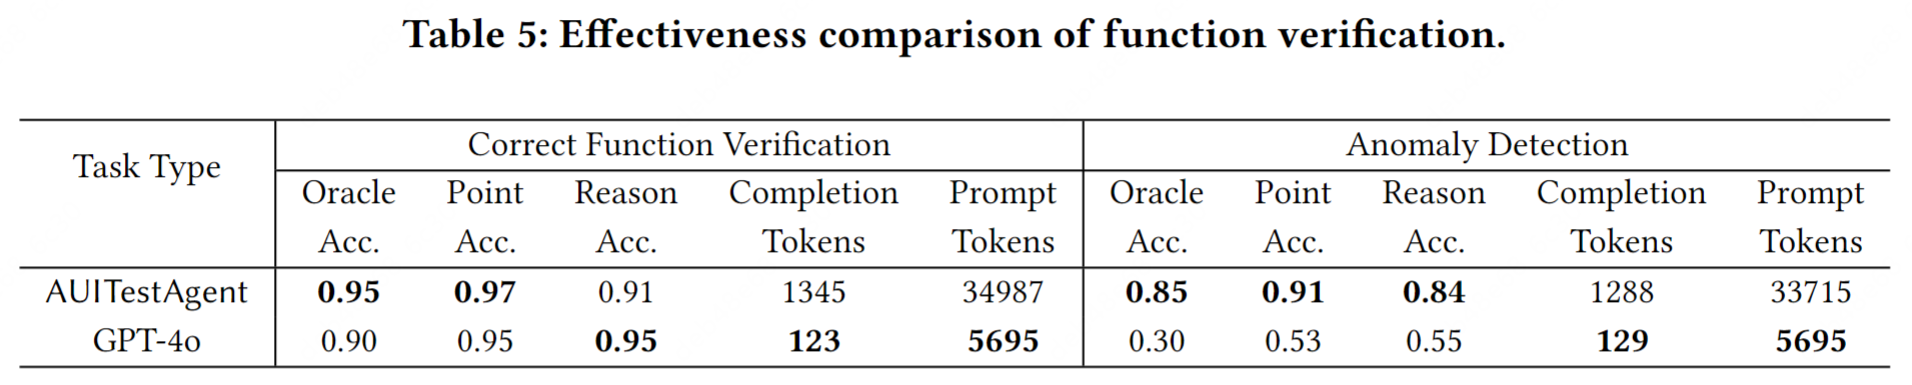 Table 5: Effectiveness comparison of function verification.
Task Type Correct Function Verification Anomaly Detection
Oracle Point Reason Completion Prompt Oracle Point Reason Completion Prompt
Acc. Acc. Acc. Tokens Tokens Acc. Acc. Acc. Tokens Tokens
AUITestAgent 0.95 0.97 0.91 1345 34987 0.85 0.91 0.84 1288 33715
GPT-4o 0.90 0.95 0.95 123 5695 0.30 0.53 0.55 129 5695